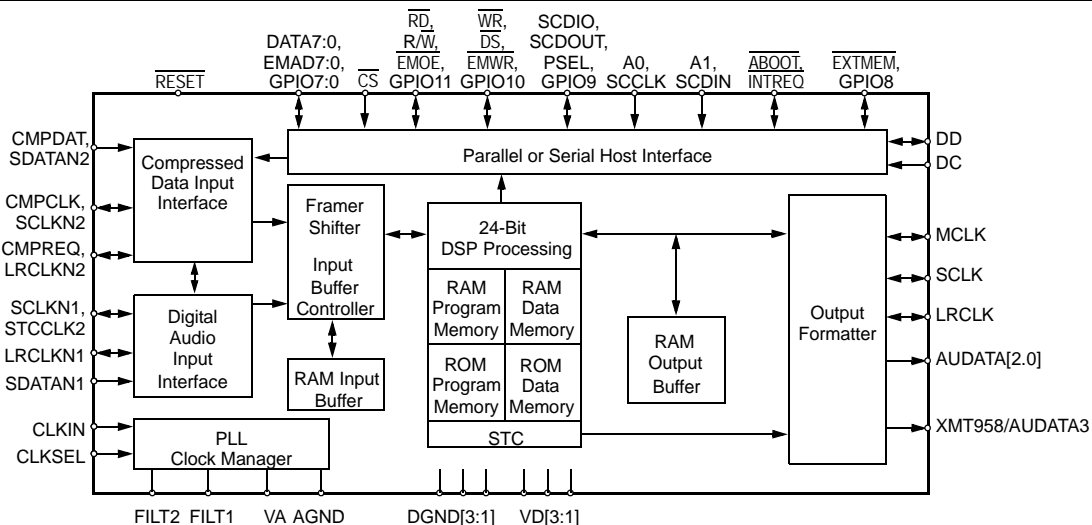 RD,
R/W,
EMOE,
GPIO11
WR,
DS,
EMWR,
GPIO10
SCDIO,
SCDOUT,
PSEL,
GPIO9
DATA7:0,
EMAD7:0,
GPIO7:0
RESET
CS
A0,
SCCLK
A1,
SCDIN
ABOOT,
INTREQ
EXTMEM,
GPIO8
CMPDAT,
SDATAN2
CMPCLK,
SCLKN2
CMPREQ,
LRCLKN2
SCLKN1,
STCCLK2
LRCLKN1
SDATAN1
CLKIN
CLKSEL
Compressed
Data Input
Interface
Digital
Audio
Input
Interface
PLL
Clock Manager
Parallel or Serial Host Interface
Framer
Shifter
Input
Buffer
Controller
RAM Input
Buffer
24-Bit
DSP Processing
RAM
Program
Memory
RAM
Data
Memory
ROM
Program
Memory
ROM
Data
Memory
STC
RAM
Output
Buffer
Output
Formatter
DD
DC
MCLK
SCLK
LRCLK
AUDATA[2.0]
XMT958/AUDATA3
FILT2 FILT1 VA AGND DGND[3:1] VD[3:1]